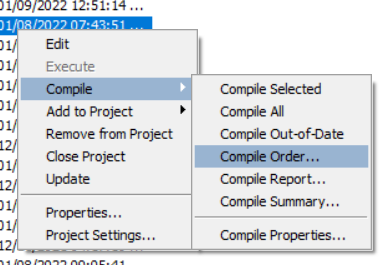 01/09/2022 12:51:14 ...
01/08/2022 07:43:51 ...
01/
Edit
01/
Execute
01/
Compile
Compile Selected
01/
Add to Project
Compile All
01/
Remove from Project
Compile Out-of-Date
12/
Close Project
Compile Order...
01/
Update
Compile Report...
12/
Compile Summary...
01/
Properties...
01/
Project Settings...
Compile Properties...
12/
01/08/2022 09:05:41